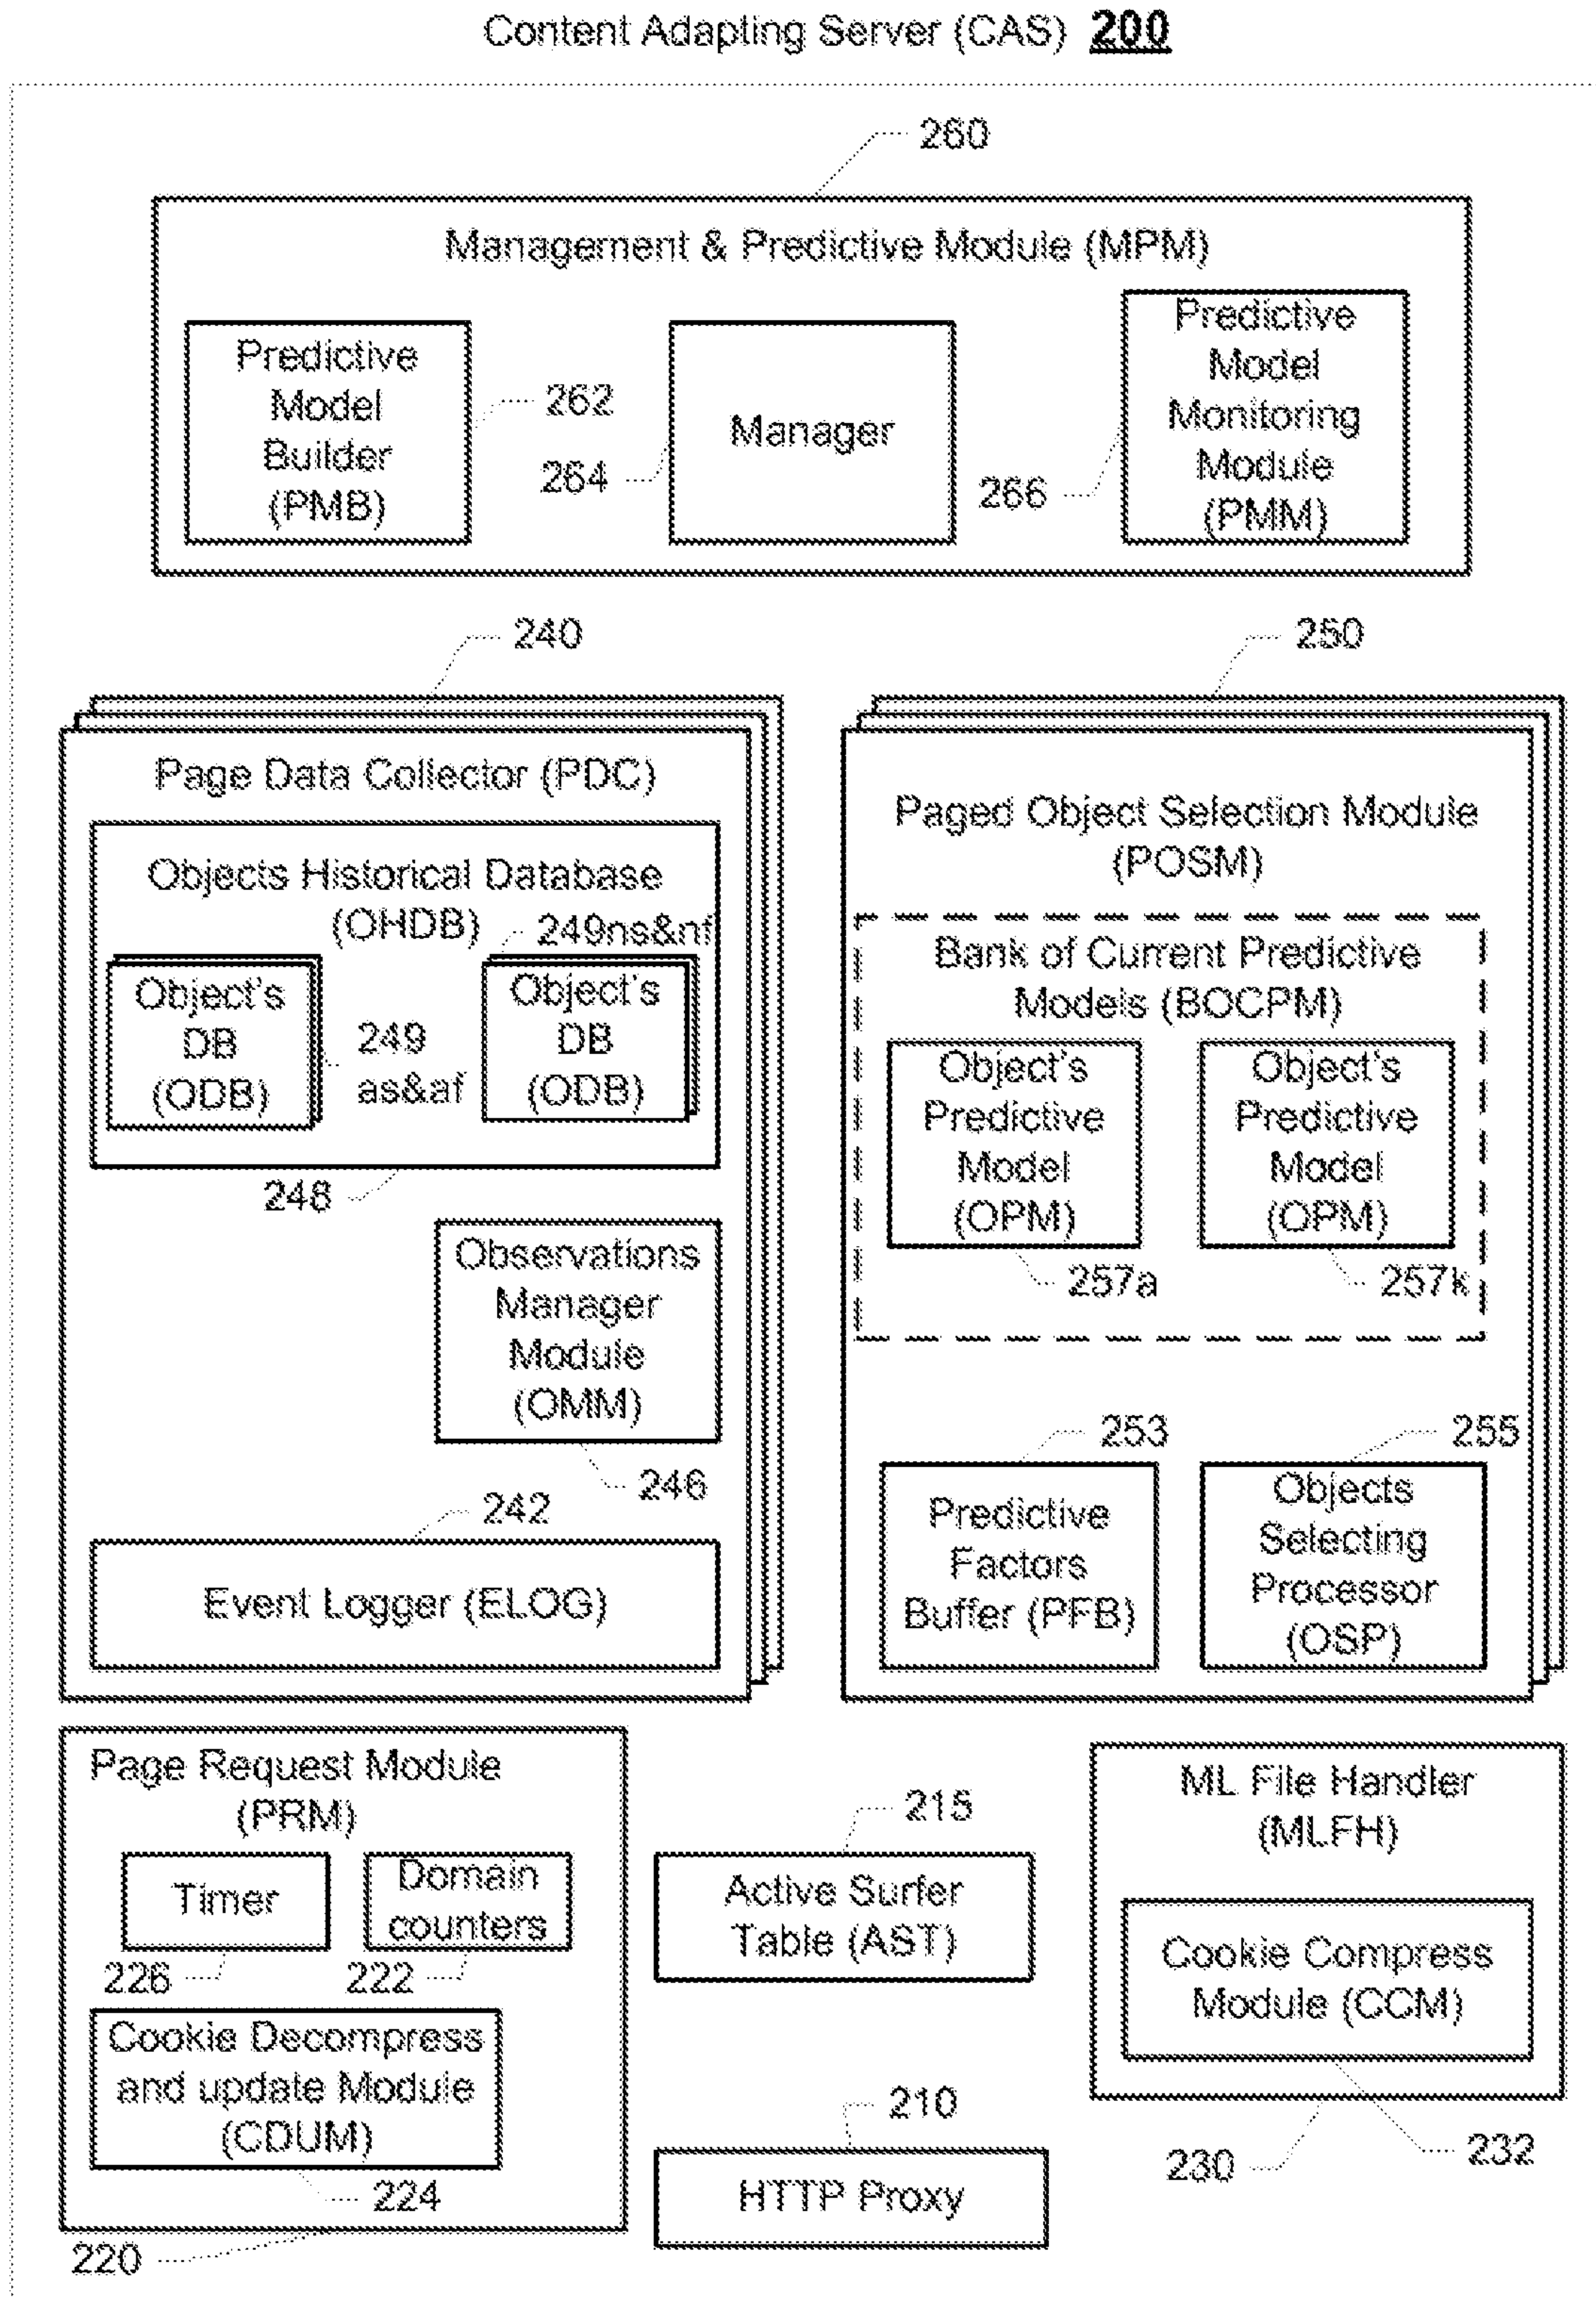 Content Adapting Server (CAS) 200
260
Management & Predictive Module (MPM)
Predictive
Model
Builder
(PMB)
262
264
Manager
266
Predictive
Model
Monitoring
Module
(PMM)
240
Page Data Collector (PDC)
Objects Historical Database
(OHDB)
249ns&nf
Object's
DB
(ODB)
249
as&af
Object's
DB
(ODB)
248
Observations
Manager
Module
(OMM)
246
242
Event Logger (ELOG)
250
Paged Object Selection Module
(POSM)
Bank of Current Predictive
Models (BOCPM)
Object's
Predictive
Model
(OPM)
257a
Object's
Predictive
Model
(OPM)
257k
253
Predictive
Factors
Buffer (PFB)
255
Objects
Selecting
Processor
(OSP)
Page Request Module
(PRM)
Timer
226
Domain
counters
222
Cookie Decompress
and update Module
(CDUM)
224
220
215
Active Surfer
Table (AST)
210
HTTP Proxy
ML File Handler
(MLFH)
Cookie Compress
Module (CCM)
230
232